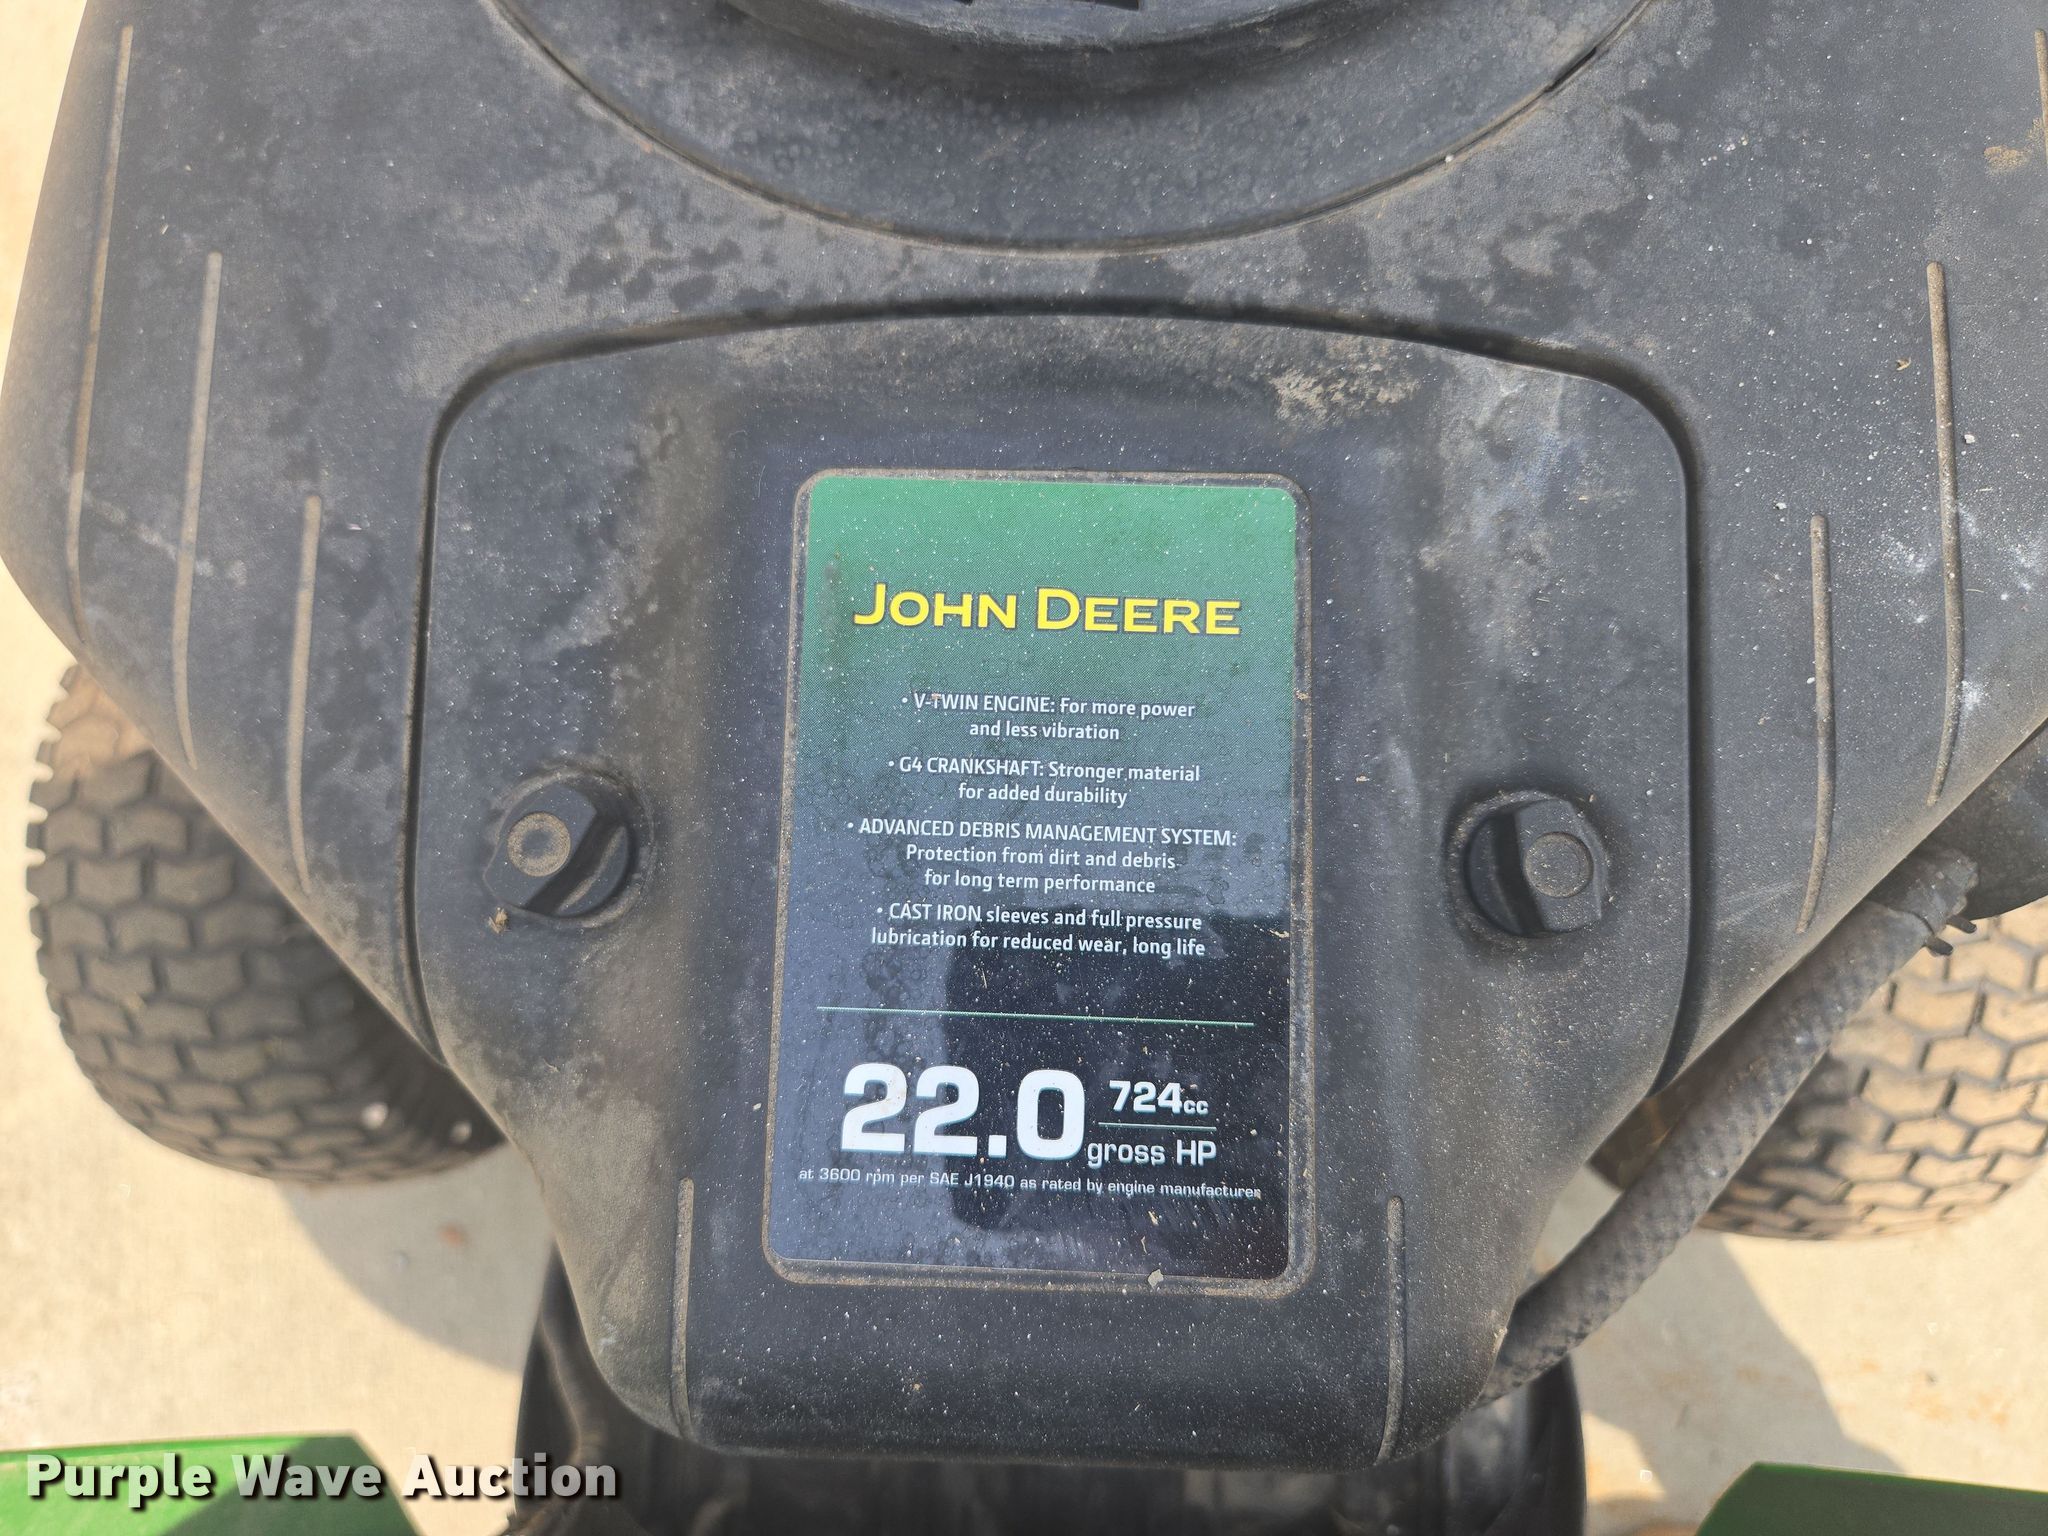 JOHN DEERE
• V-TWIN ENGINE: For more power
and less vibration
• G4 CRANKSHAFT: Stronger material
for added durability
• ADVANCED DEBRIS MANAGEMENT SYSTEM:
Protection from dirt and debris
for long term performance
• CAST IRON sleeves and full pressure
lubrication for reduced wear, long life
22.0 724cc
gross HP
at 3600 rpm per SAE J1940 as rated by engine manufacturer
Purple Wave Auction